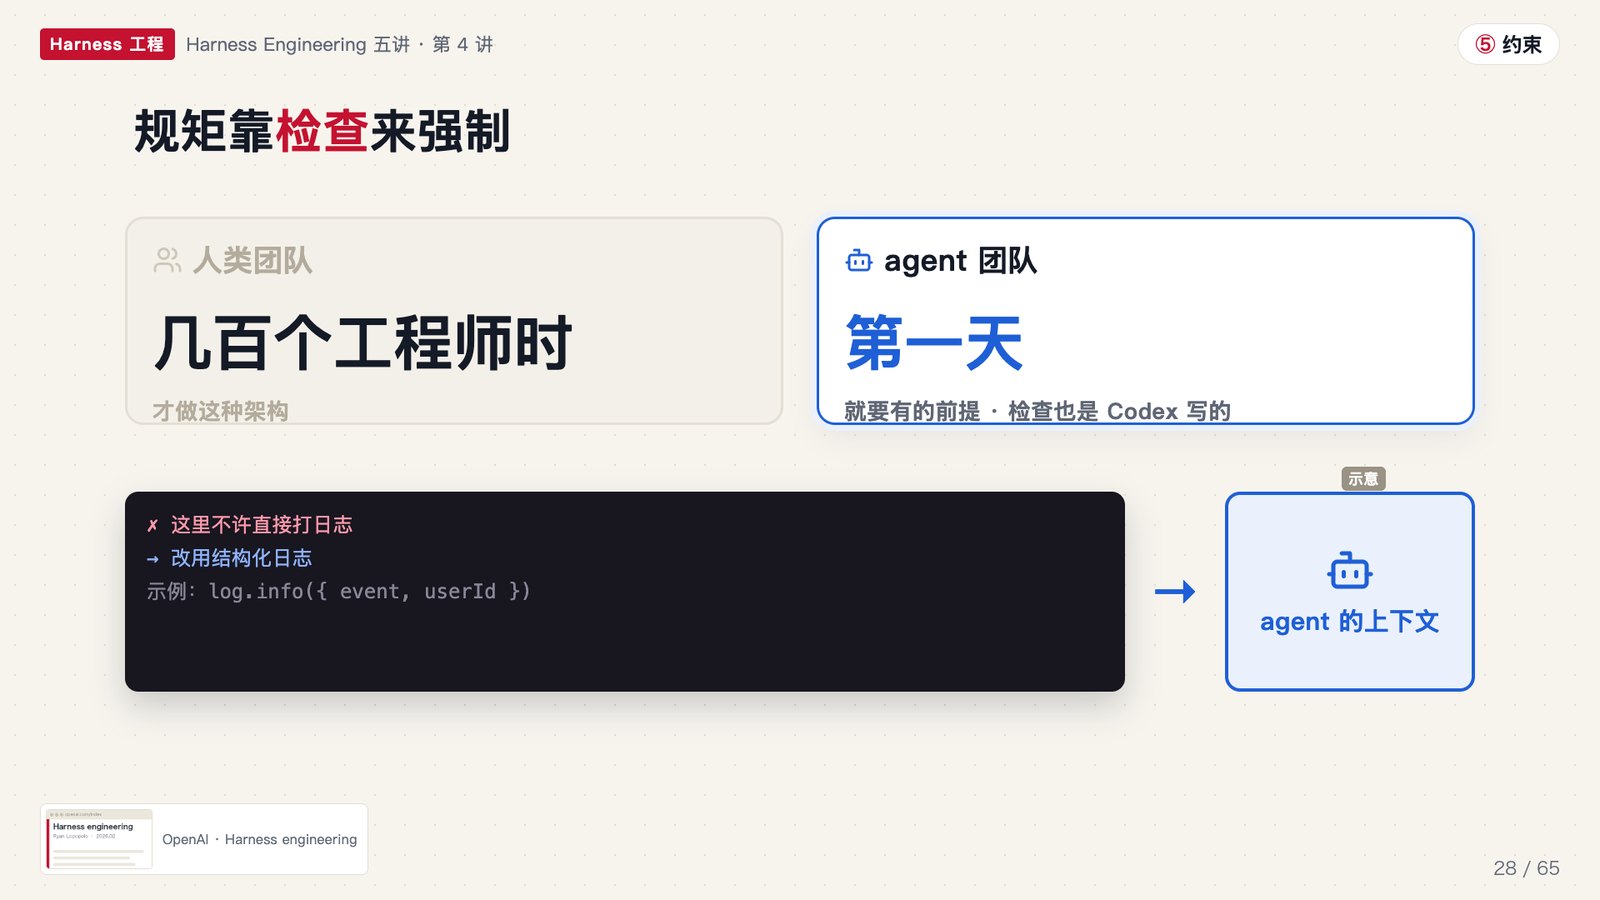 Harness 工程
Harness Engineering 五讲 · 第 4 讲
⑤ 约束
规矩靠检查来强制
人类团队
几百个工程师时
才做这种架构
agent 团队
第一天
就要有的前提 · 检查也是 Codex 写的
✗ 这里不许直接打日志
→ 改用结构化日志
示例：log.info({ event, userId })
示意
agent 的上下文
Harness engineering
OpenAI · Harness engineering
28 / 65